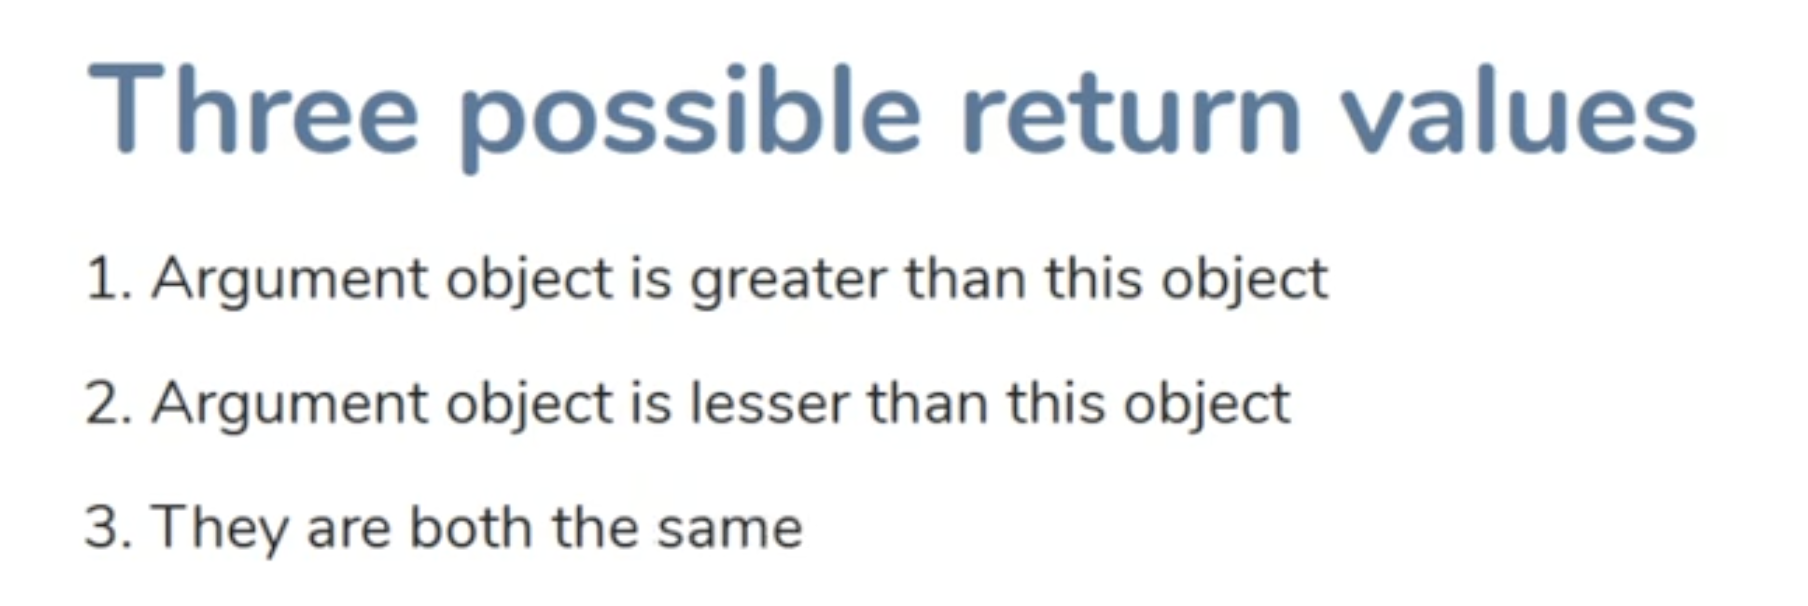 Three possible return values
1. Argument object is greater than this object
2. Argument object is lesser than this object
3. They are both the same